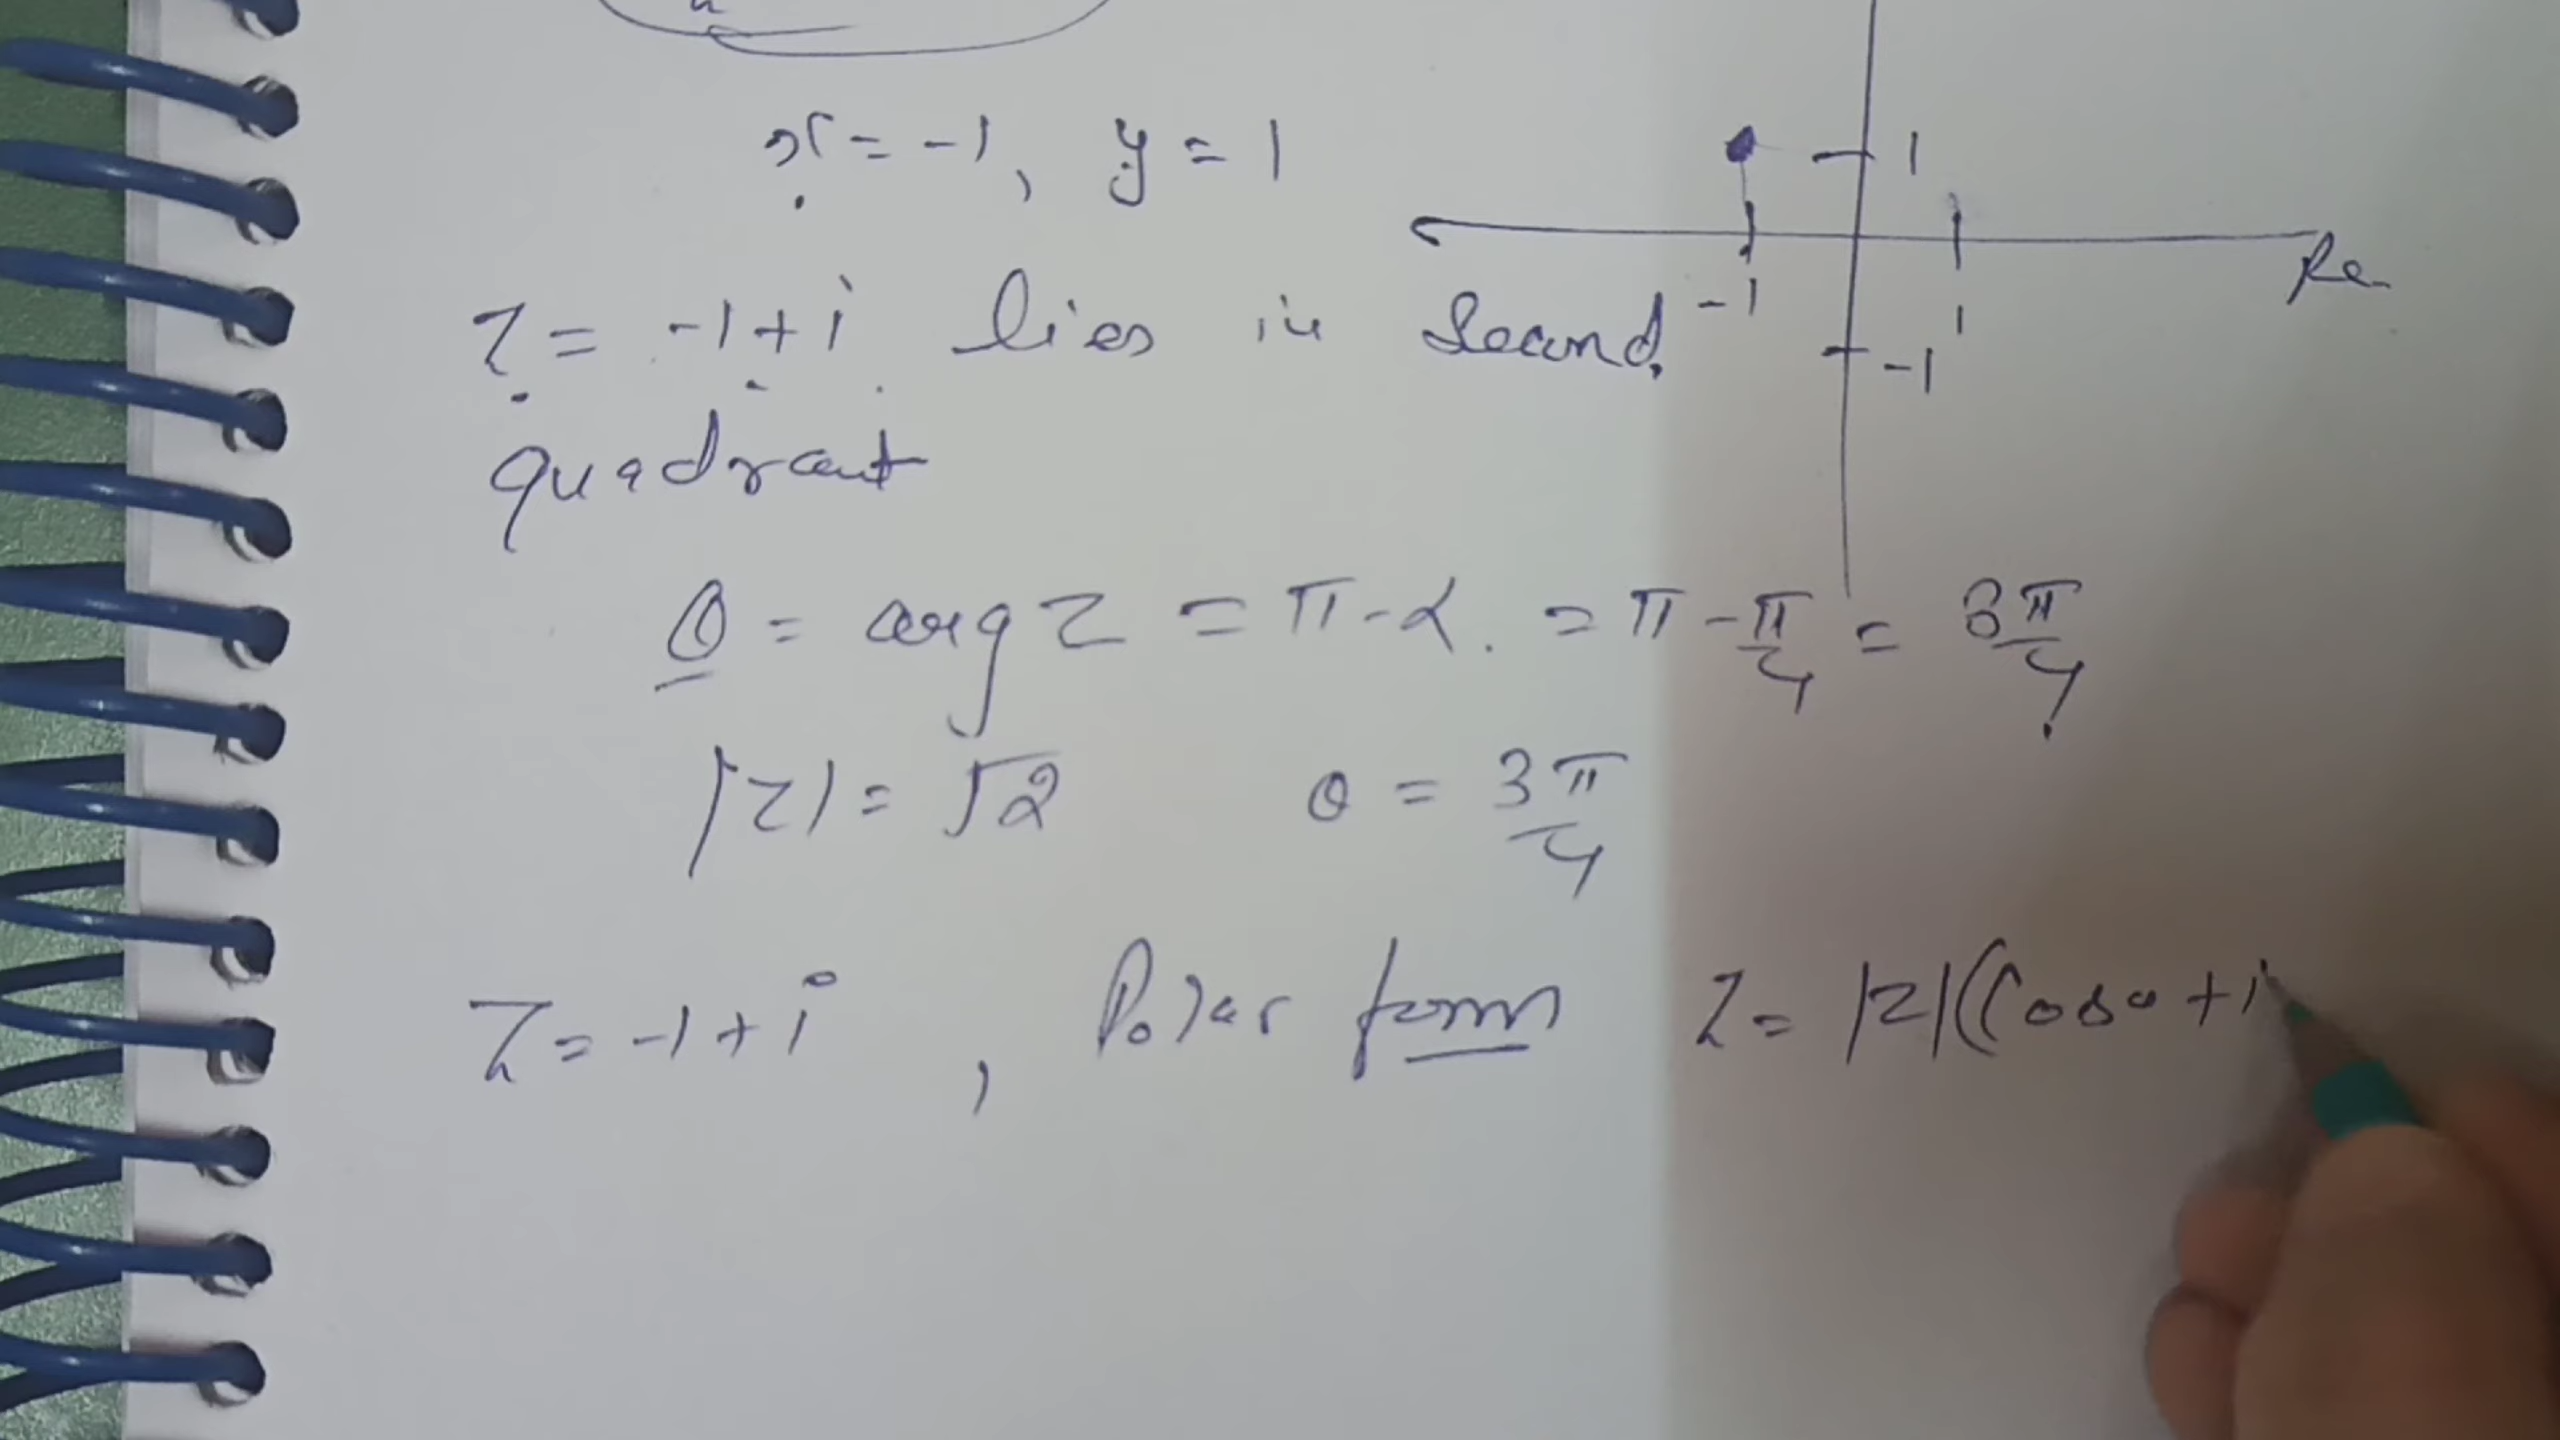 x = -1, y = 1
1
Re
-1
1
-1
Z = -1 + i lies in second
quadrant
θ = arg Z = π - α. = π - π/4 = 3π/4
|Z| = √2 θ = 3π/4
Z = -1 + i , Polar form Z = |Z|(Cosθ + i